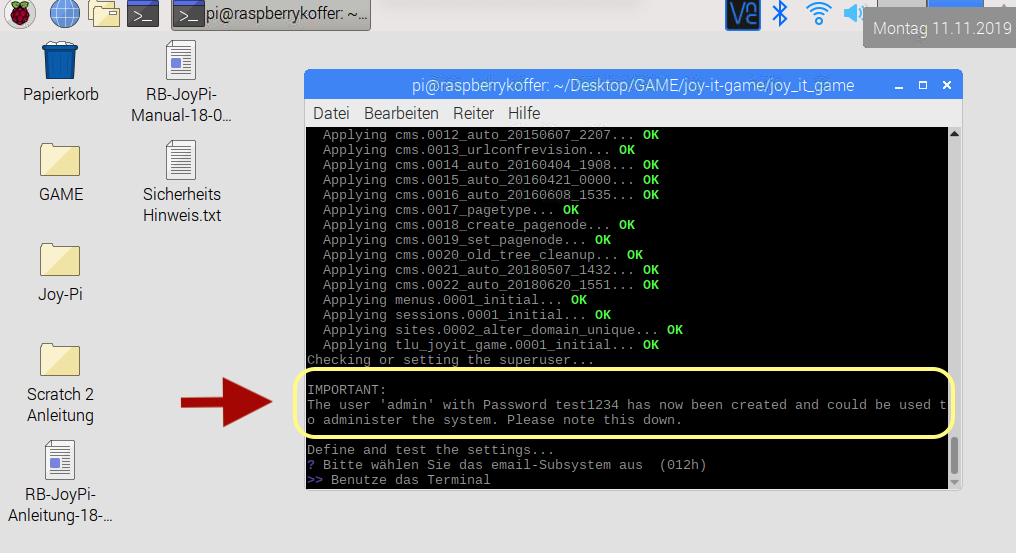 pi@raspberrykoffer: ~...
Montag 11.11.2019
Papierkorb
RB-JoyPi-
Manual-18-0...
GAME
Sicherheits
Hinweis.txt
Joy-Pi
Scratch 2
Anleitung
RB-JoyPi-
Anleitung-18-...
pi@raspberrykoffer: ~/Desktop/GAME/joy-it-game/joy_it_game
Datei Bearbeiten Reiter Hilfe
Applying cms.0012_auto_20150607_2207... OK
Applying cms.0013_urlconfrevision... OK
Applying cms.0014_auto_20160404_1908... OK
Applying cms.0015_auto_20160421_0000... OK
Applying cms.0016_auto_20160608_1535... OK
Applying cms.0017_pagetype... OK
Applying cms.0018_create_pagenode... OK
Applying cms.0019_set_pagenode... OK
Applying cms.0020_old_tree_cleanup... OK
Applying cms.0021_auto_20180507_1432... OK
Applying cms.0022_auto_20180620_1551... OK
Applying menus.0001_initial... OK
Applying sessions.0001_initial... OK
Applying sites.0002_alter_domain_unique... OK
Applying tlu_joyit_game.0001_initial... OK
Checking or setting the superuser...
IMPORTANT:
The user 'admin' with Password test1234 has now been created and could be used t
o administer the system. Please note this down.
Define and test the settings...
? Bitte wählen Sie das email-Subsystem aus (012h)
>> Benutze das Terminal